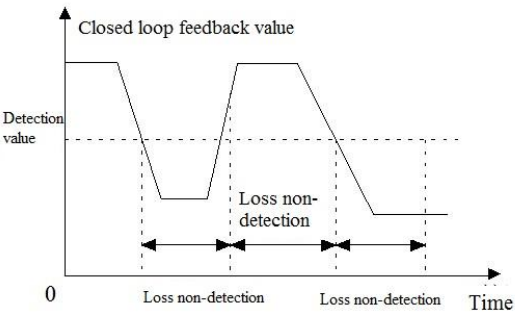 Closed loop feedback value
Detection
value
Loss non-
detection
0
Loss non-detection
Loss non-detection
Time